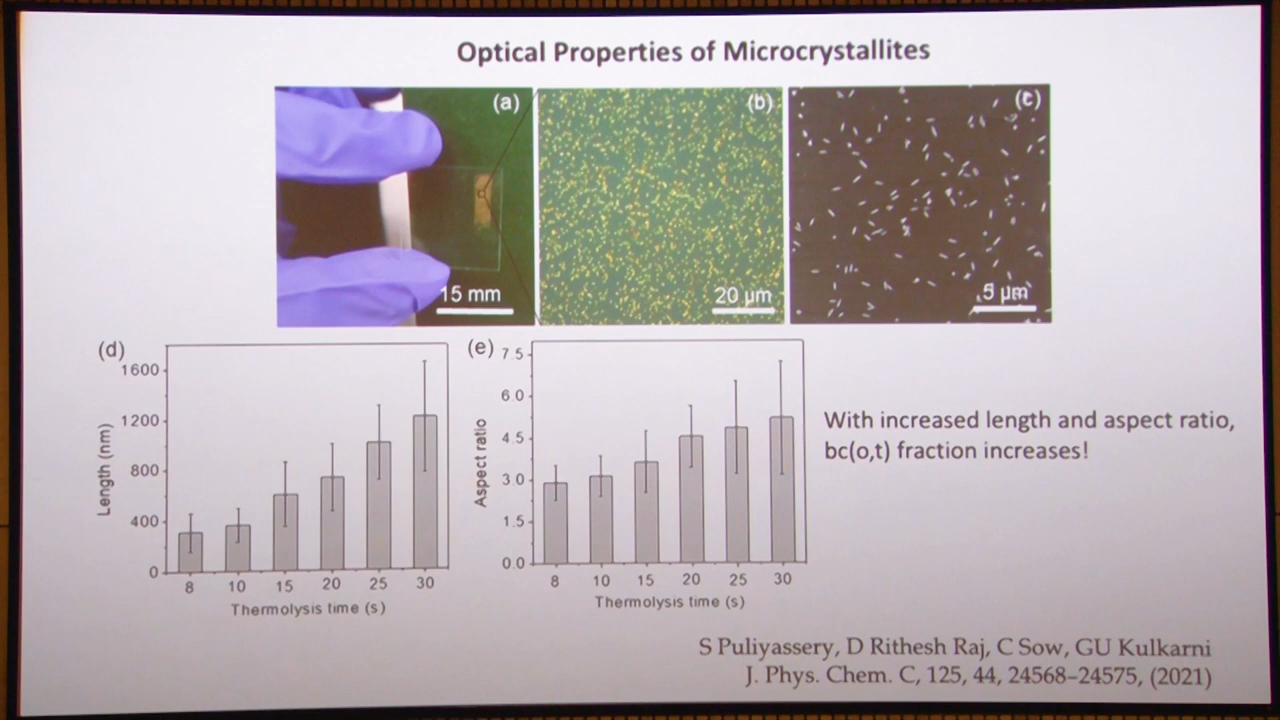 Optical Properties of Microcrystallites
(a)
(b)
(c)
15 mm
20 µm
5 µm
(d)
1600
1200
800
400
0
Length (nm)
8 10 15 20 25 30
Thermolysis time (s)
(e)
7.5
6.0
4.5
3.0
1.5
0.0
Aspect ratio
8 10 15 20 25 30
Thermolysis time (s)
With increased length and aspect ratio,
bc(o,t) fraction increases!
S Puliyassery, D Rithesh Raj, C Sow, GU Kulkarni
J. Phys. Chem. C, 125, 44, 24568–24575, (2021)